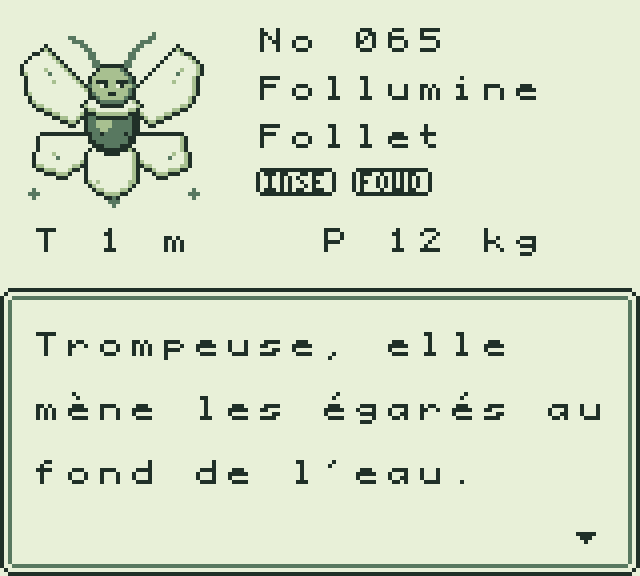 No 065
Follumine
Follet
INSE FOUD
T 1 m P 12 kg
Trompeuse, elle
mène les égarés au
fond de l'eau.